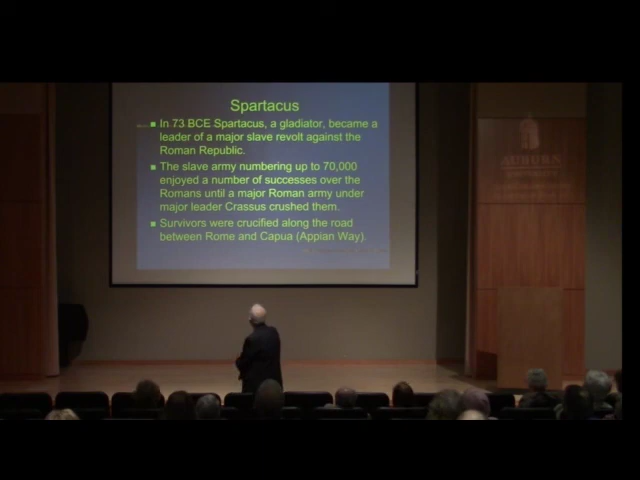 Spartacus
▪ In 73 BCE Spartacus, a gladiator, became a
leader of a major slave revolt against the
Roman Republic.
▪ The slave army numbering up to 70,000
enjoyed a number of successes over the
Romans until a major Roman army under
major leader Crassus crushed them.
▪ Survivors were crucified along the road
between Rome and Capua (Appian Way).
AUBURN
UNIVERSITY